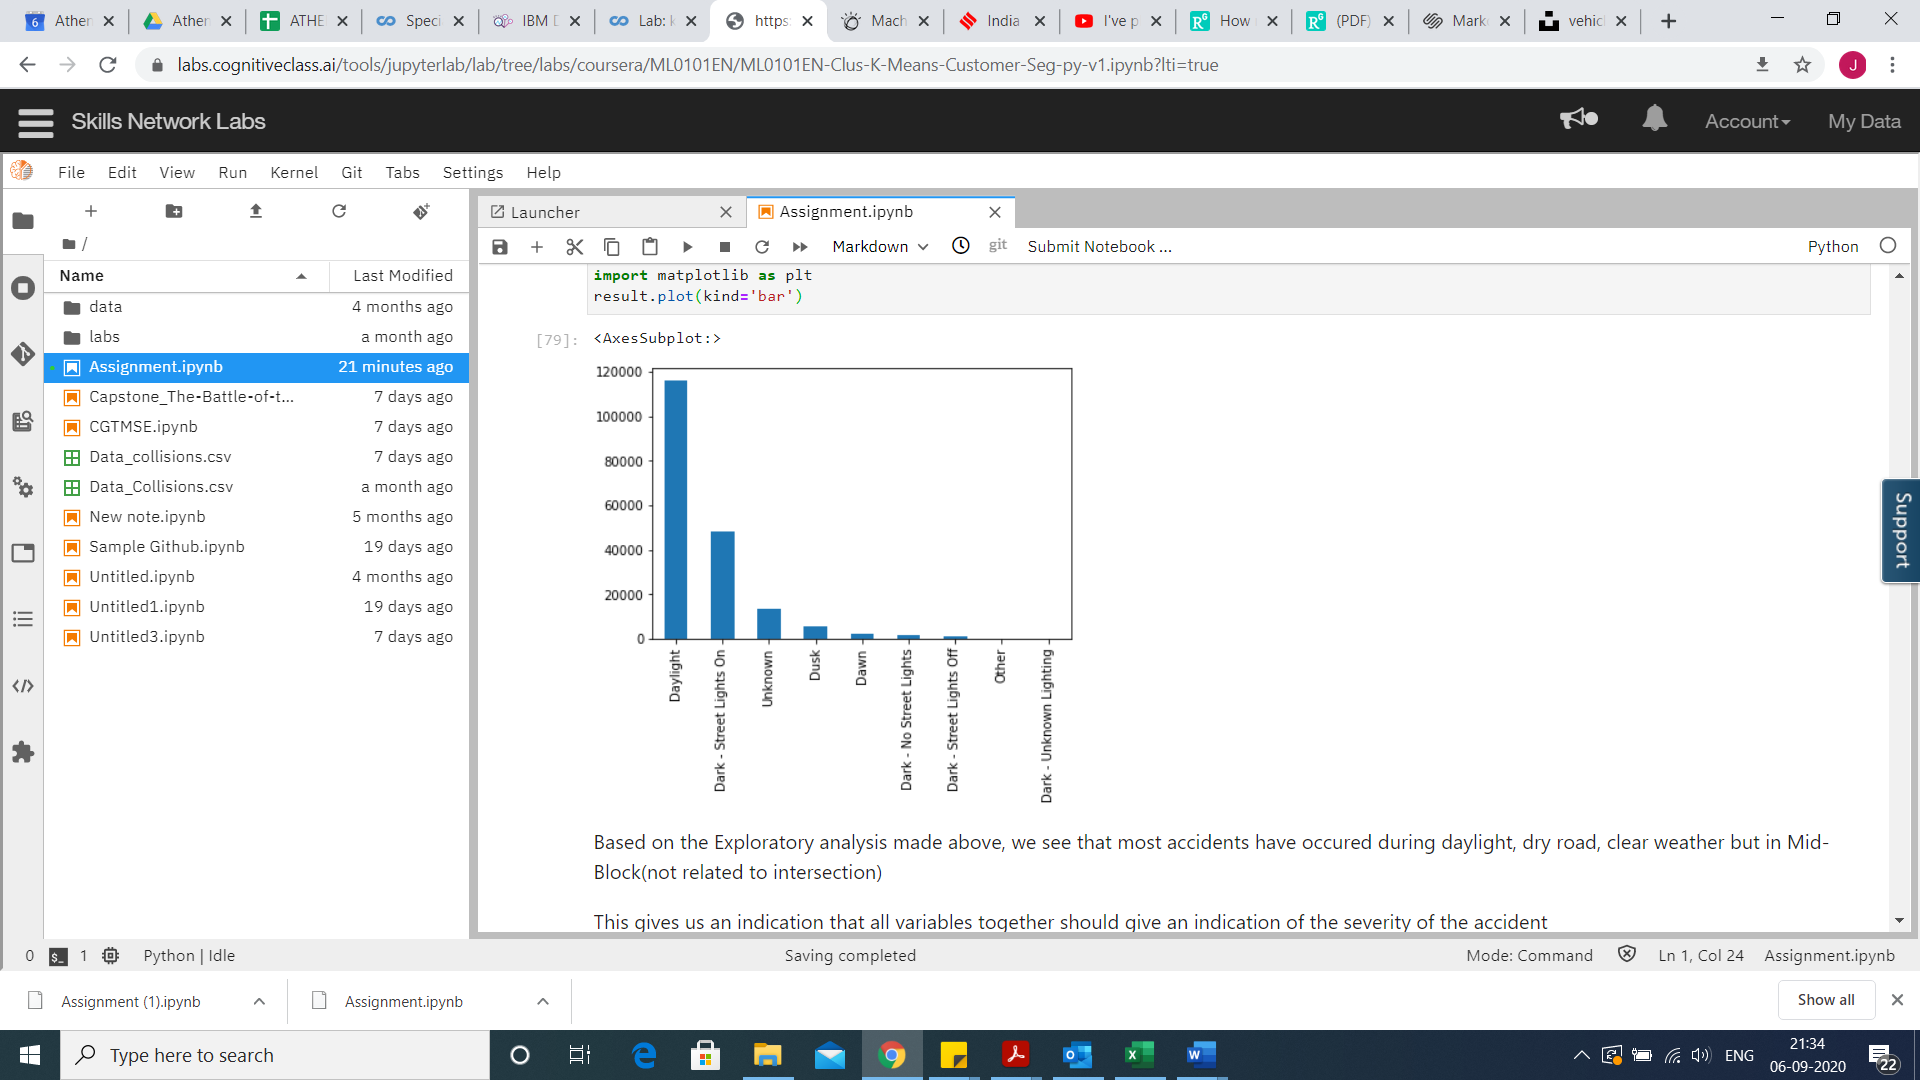 Ather
Ather
ATHE
Speci
IBM D
Lab: k
https:
Mach
India
I've p
How
(PDF)
Mark
vehic
labs.cognitiveclass.ai/tools/jupyterlab/lab/tree/labs/coursera/ML0101EN/ML0101EN-Clus-K-Means-Customer-Seg-py-v1.ipynb?lti=true
J
Skills Network Labs
Account
My Data
File Edit View Run Kernel Git Tabs Settings Help
Launcher
Assignment.ipynb
/
Markdown
git
Submit Notebook ...
Python
Name
Last Modified
data 4 months ago
labs a month ago
Assignment.ipynb 21 minutes ago
Capstone_The-Battle-of-t... 7 days ago
CGTMSE.ipynb 7 days ago
Data_collisions.csv 7 days ago
Data_Collisions.csv a month ago
New note.ipynb 5 months ago
Sample Github.ipynb 19 days ago
Untitled.ipynb 4 months ago
Untitled1.ipynb 19 days ago
Untitled3.ipynb 7 days ago
import matplotlib as plt
result.plot(kind='bar')
[79]: <AxesSubplot:>
120000
100000
80000
60000
40000
20000
0
Daylight
Dark - Street Lights On
Unknown
Dusk
Dawn
Dark - No Street Lights
Dark - Street Lights Off
Other
Dark - Unknown Lighting
Based on the Exploratory analysis made above, we see that most accidents have occured during daylight, dry road, clear weather but in Mid-
Block(not related to intersection)
This gives us an indication that all variables together should give an indication of the severity of the accident
Support
0 $_ 1 Python | Idle
Saving completed
Mode: Command
Ln 1, Col 24
Assignment.ipynb
Assignment (1).ipynb
Assignment.ipynb
Show all
Type here to search
ENG
21:34
06-09-2020
22